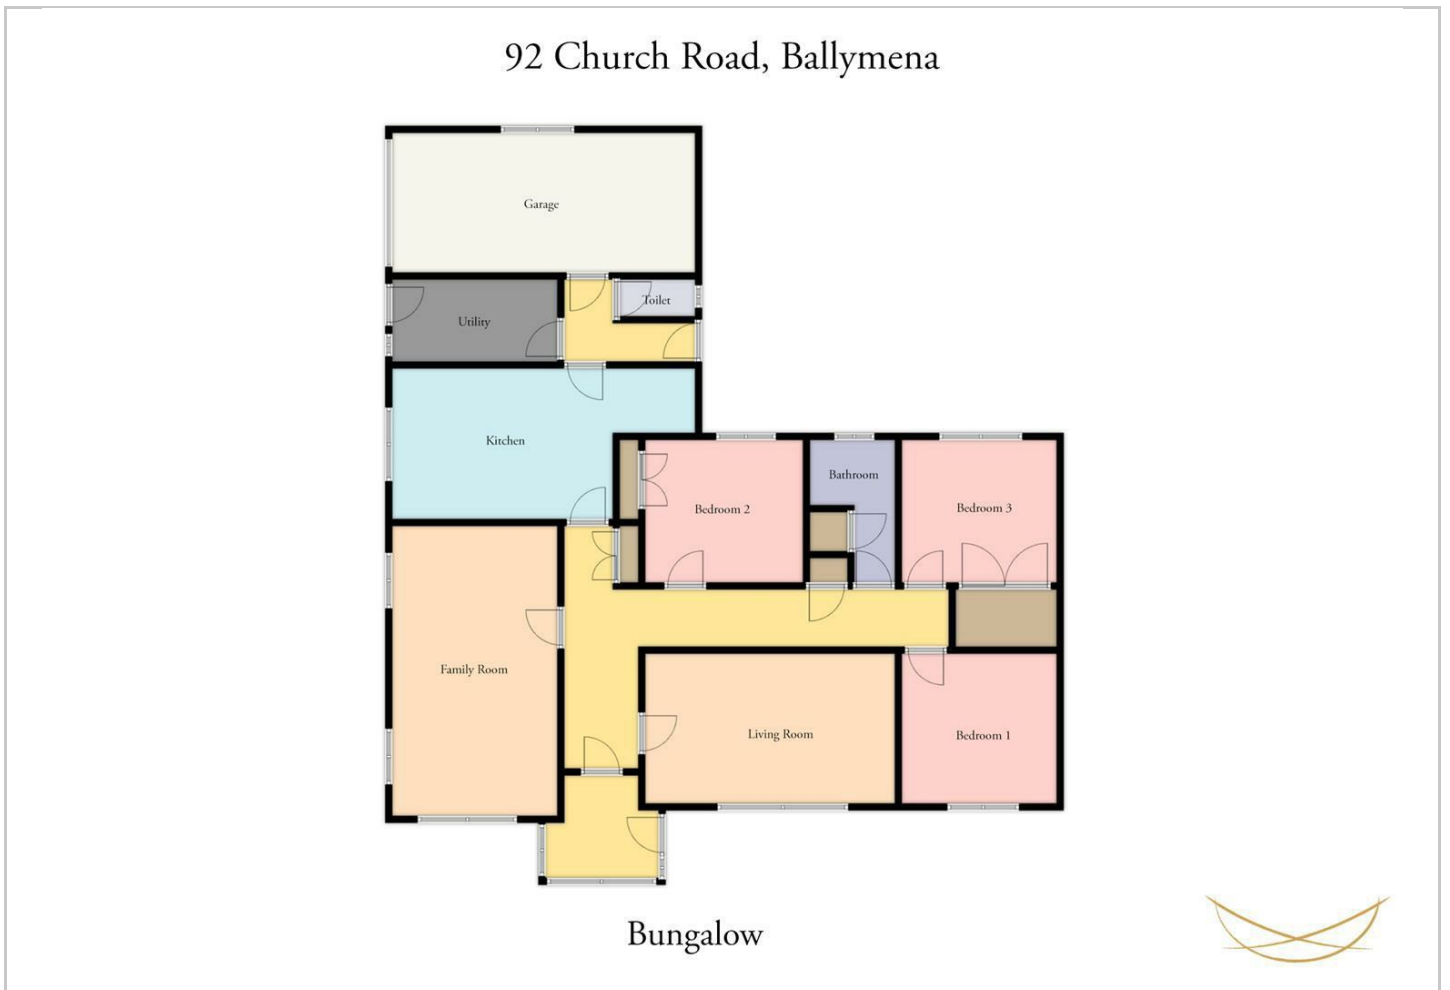 92 Church Road, Ballymena
Garage
Toilet
Utility
Kitchen
Bathroom
Bedroom 2
Bedroom 3
Family Room
Living Room
Bedroom 1
Bungalow